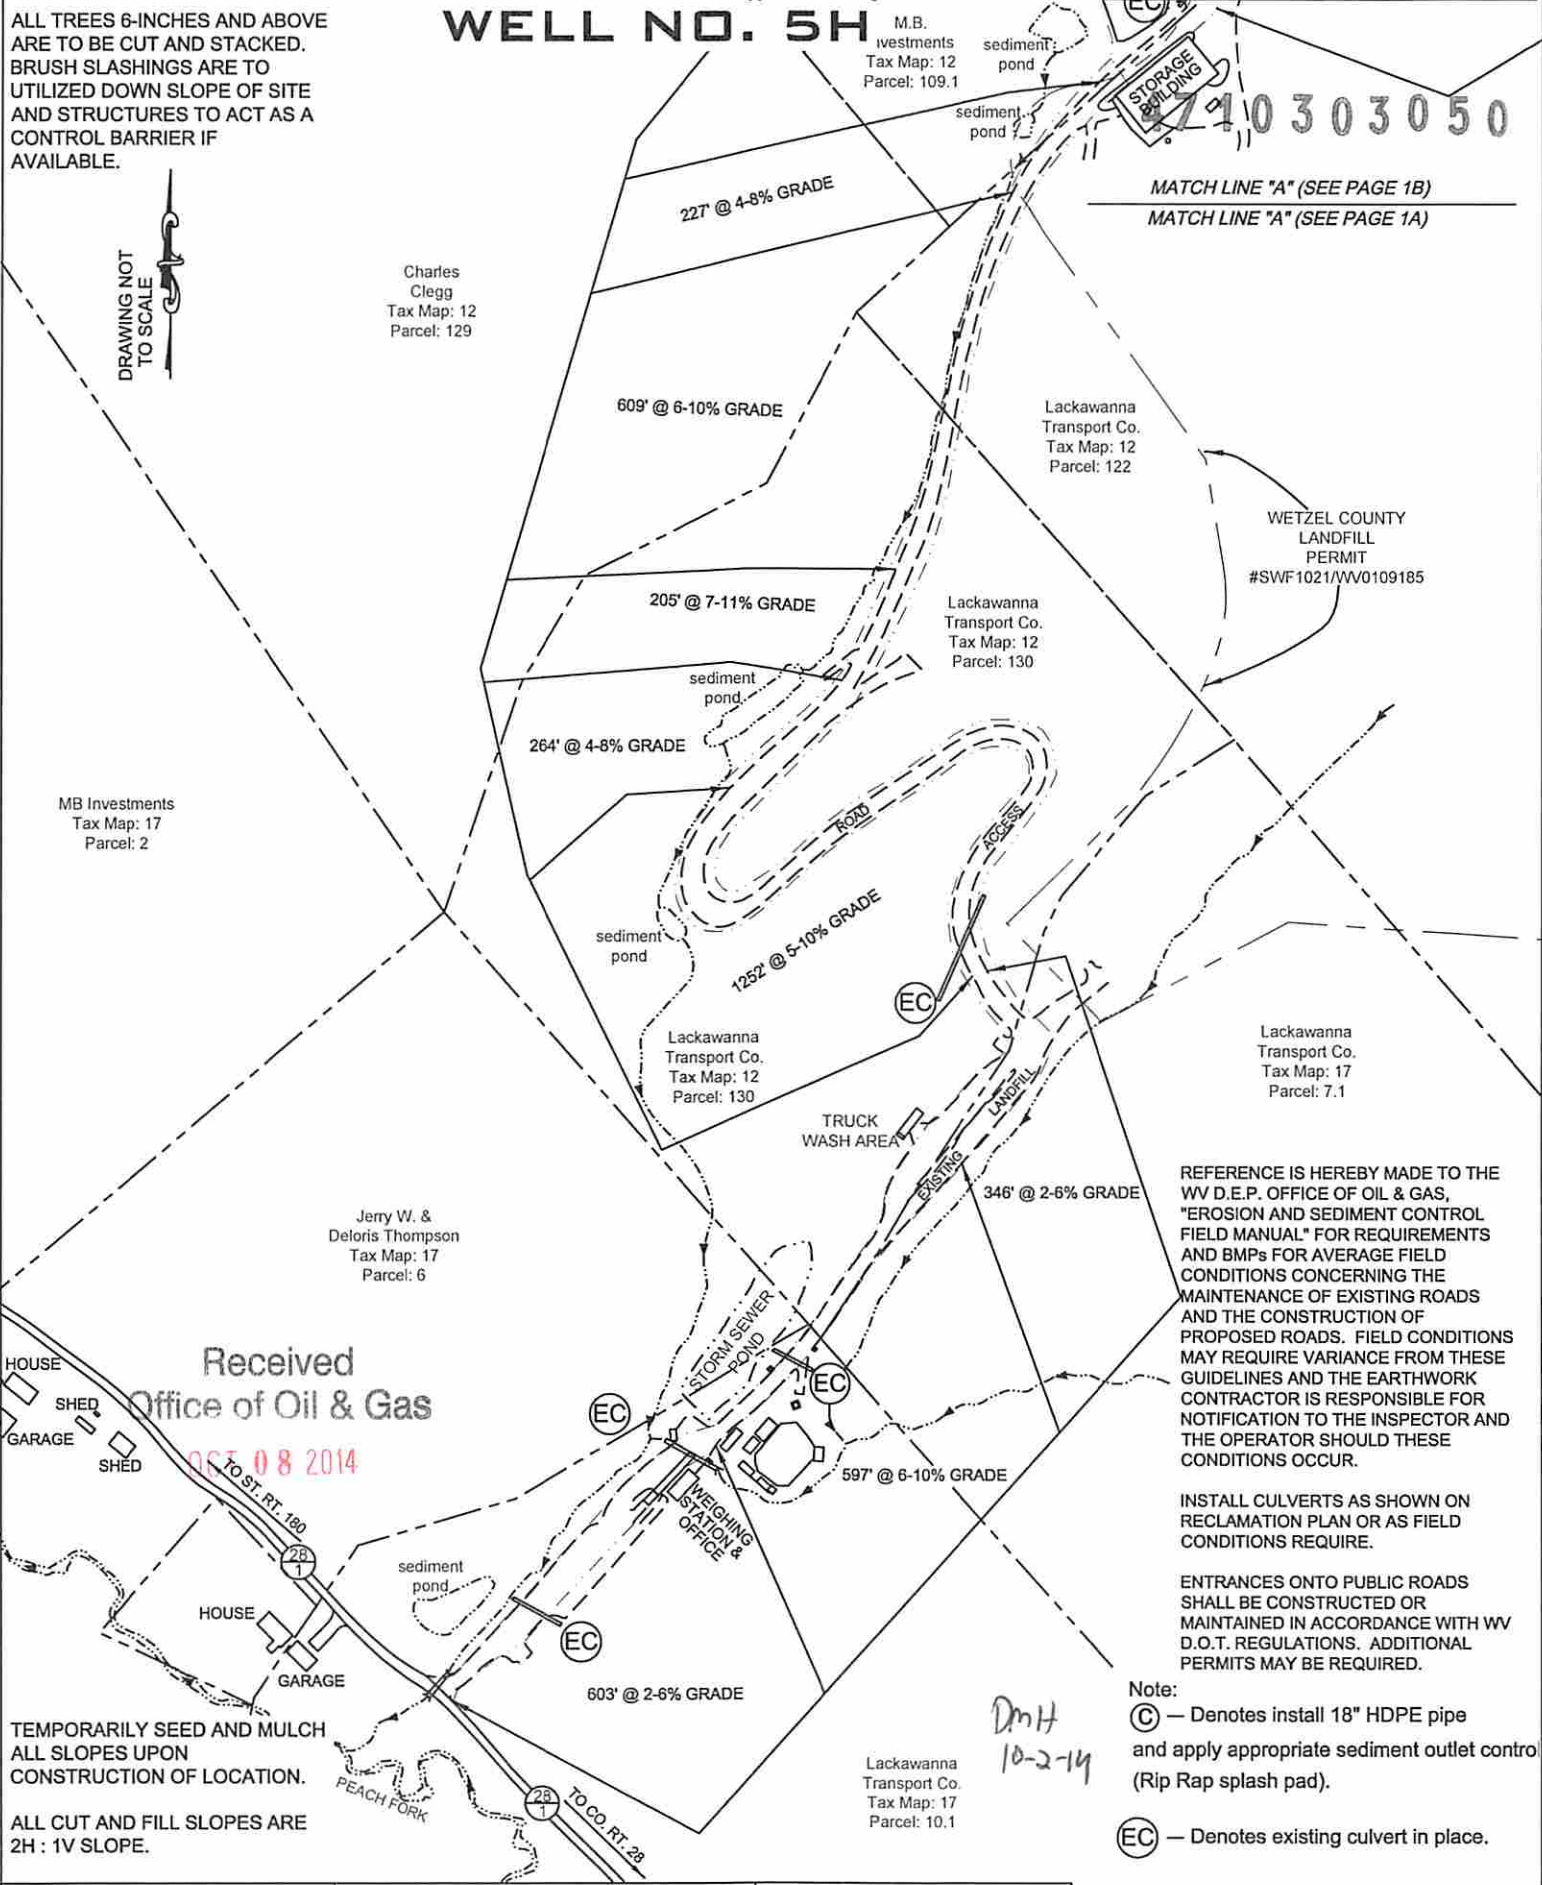 ALL TREES 6-INCHES AND ABOVE
ARE TO BE CUT AND STACKED.
BRUSH SLASHINGS ARE TO
UTILIZED DOWN SLOPE OF SITE
AND STRUCTURES TO ACT AS A
CONTROL BARRIER IF
AVAILABLE.
WELL NO. 5H
M.B.
vestments
Tax Map: 12
Parcel: 109.1
sediment
pond
sediment
pond
EC
STORAGE
BUILDING
4710303050
MATCH LINE "A" (SEE PAGE 1B)
MATCH LINE "A" (SEE PAGE 1A)
DRAWING NOT
TO SCALE
227' @ 4-8% GRADE
Charles
Clegg
Tax Map: 12
Parcel: 129
609' @ 6-10% GRADE
Lackawanna
Transport Co.
Tax Map: 12
Parcel: 122
WETZEL COUNTY
LANDFILL
PERMIT
#SWF1021/WV0109185
205' @ 7-11% GRADE
Lackawanna
Transport Co.
Tax Map: 12
Parcel: 130
sediment
pond
264' @ 4-8% GRADE
MB Investments
Tax Map: 17
Parcel: 2
ROAD
ACCESS
1252' @ 5-10% GRADE
sediment
pond
EC
Lackawanna
Transport Co.
Tax Map: 12
Parcel: 130
Lackawanna
Transport Co.
Tax Map: 17
Parcel: 7.1
LANDFILL
TRUCK
WASH AREA
EXISTING
346' @ 2-6% GRADE
REFERENCE IS HEREBY MADE TO THE
WV D.E.P. OFFICE OF OIL & GAS,
"EROSION AND SEDIMENT CONTROL
FIELD MANUAL" FOR REQUIREMENTS
AND BMPs FOR AVERAGE FIELD
CONDITIONS CONCERNING THE
MAINTENANCE OF EXISTING ROADS
AND THE CONSTRUCTION OF
PROPOSED ROADS. FIELD CONDITIONS
MAY REQUIRE VARIANCE FROM THESE
GUIDELINES AND THE EARTHWORK
CONTRACTOR IS RESPONSIBLE FOR
NOTIFICATION TO THE INSPECTOR AND
THE OPERATOR SHOULD THESE
CONDITIONS OCCUR.
INSTALL CULVERTS AS SHOWN ON
RECLAMATION PLAN OR AS FIELD
CONDITIONS REQUIRE.
ENTRANCES ONTO PUBLIC ROADS
SHALL BE CONSTRUCTED OR
MAINTAINED IN ACCORDANCE WITH WV
D.O.T. REGULATIONS. ADDITIONAL
PERMITS MAY BE REQUIRED.
Jerry W. &
Deloris Thompson
Tax Map: 17
Parcel: 6
STORM SEWER
POND
HOUSE
SHED
GARAGE
SHED
Received
Office of Oil & Gas
OCT 08 2014
TO ST. RT. 180
28
1
EC
EC
597' @ 6-10% GRADE
WEIGHING
STATION &
OFFICE
sediment
pond
HOUSE
GARAGE
EC
603' @ 2-6% GRADE
TEMPORARILY SEED AND MULCH
ALL SLOPES UPON
CONSTRUCTION OF LOCATION.
ALL CUT AND FILL SLOPES ARE
2H : 1V SLOPE.
PEACH FORK
28
1
TO CO. RT. 28
Lackawanna
Transport Co.
Tax Map: 17
Parcel: 10.1
DmH
10-2-14
Note:
C — Denotes install 18" HDPE pipe
and apply appropriate sediment outlet control
(Rip Rap splash pad).
EC — Denotes existing culvert in place.